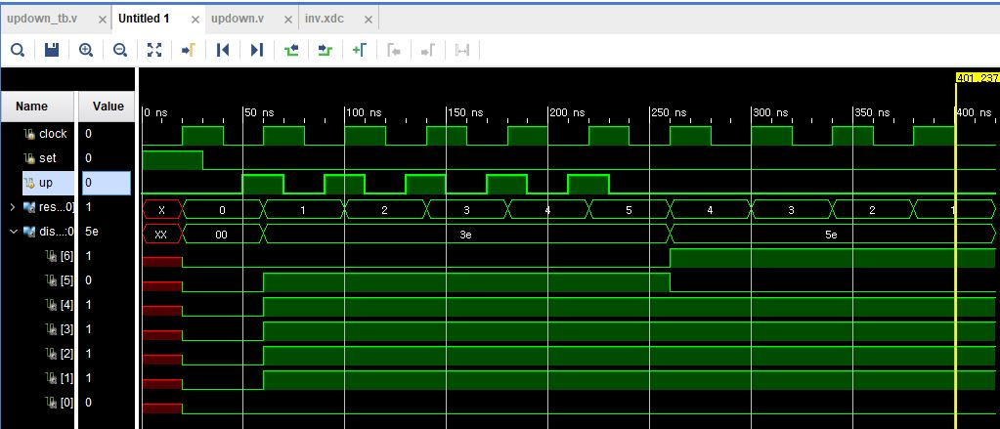 updown_tb.v × Untitled 1 × updown.v × inv.xdc ×
401.237
Name Value
0 ns 50 ns 100 ns 150 ns 200 ns 250 ns 300 ns 350 ns 400 ns
clock 0
set 0
up 0
res...0] 1 X 0 1 2 3 4 5 4 3 2 1
dis...:0] 5e XX 00 3e 5e
[6] 1
[5] 0
[4] 1
[3] 1
[2] 1
[1] 1
[0] 0